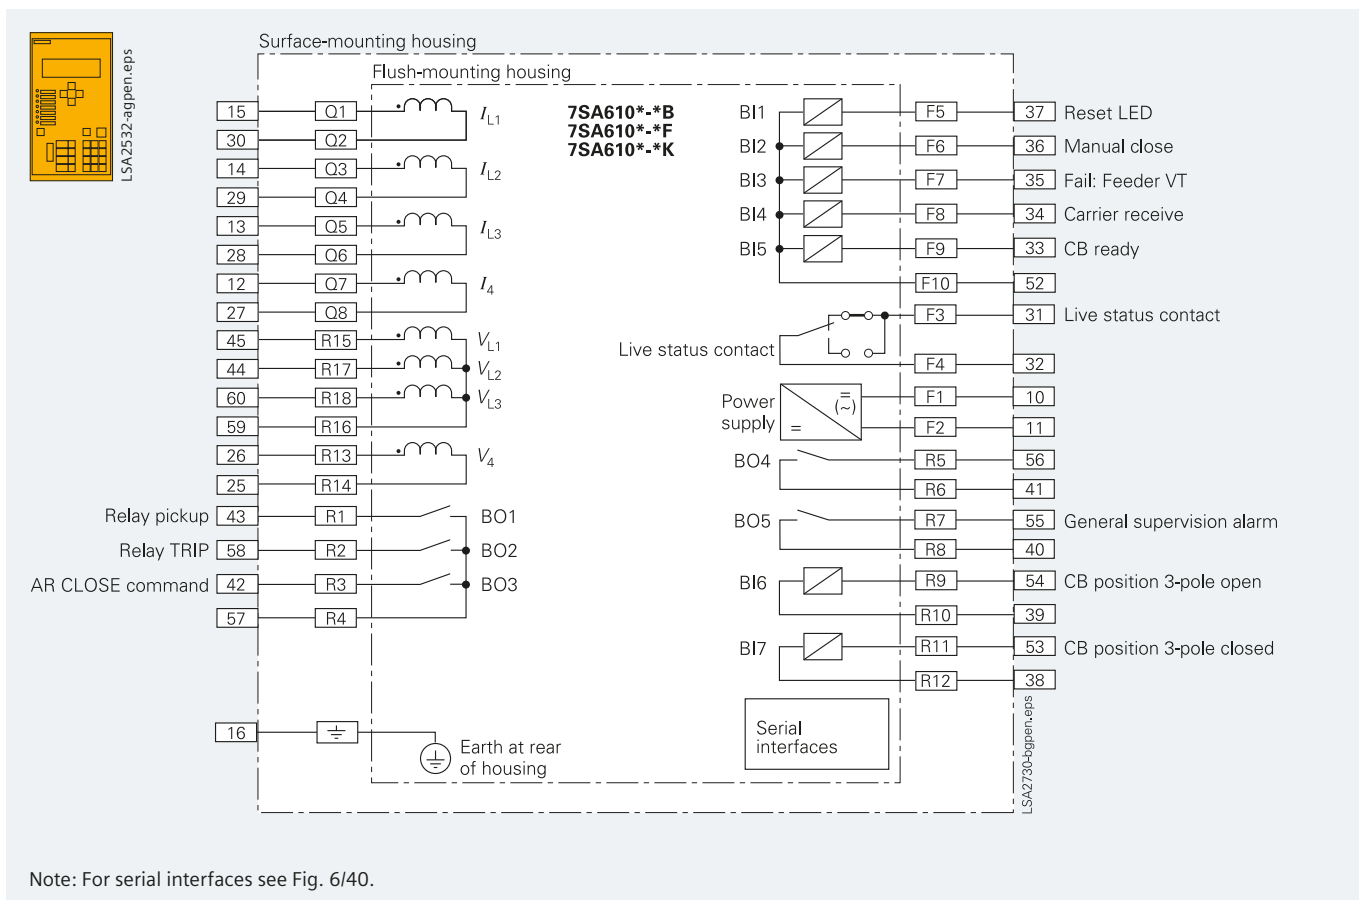 LSA2532-agpen.eps
Surface-mounting housing
Flush-mounting housing
7SA610*-*B
7SA610*-*F
7SA610*-*K
15 Q1 IL1
30 Q2
14 Q3 IL2
29 Q4
13 Q5 IL3
28 Q6
12 Q7 I4
27 Q8
45 R15 VL1
44 R17 VL2
60 R18 VL3
59 R16
26 R13 V4
25 R14
Relay pickup 43 R1 BO1
Relay TRIP 58 R2 BO2
AR CLOSE command 42 R3 BO3
57 R4
16
Earth at rear
of housing
BI1 F5 37 Reset LED
BI2 F6 36 Manual close
BI3 F7 35 Fail: Feeder VT
BI4 F8 34 Carrier receive
BI5 F9 33 CB ready
F10 52
F3 31 Live status contact
Live status contact
F4 32
Power
supply
=
(~)
=
F1 10
F2 11
BO4 R5 56
R6 41
BO5 R7 55 General supervision alarm
R8 40
BI6 R9 54 CB position 3-pole open
R10 39
BI7 R11 53 CB position 3-pole closed
R12 38
Serial
interfaces
LSA2730-bgpen.eps
Note: For serial interfaces see Fig. 6/40.